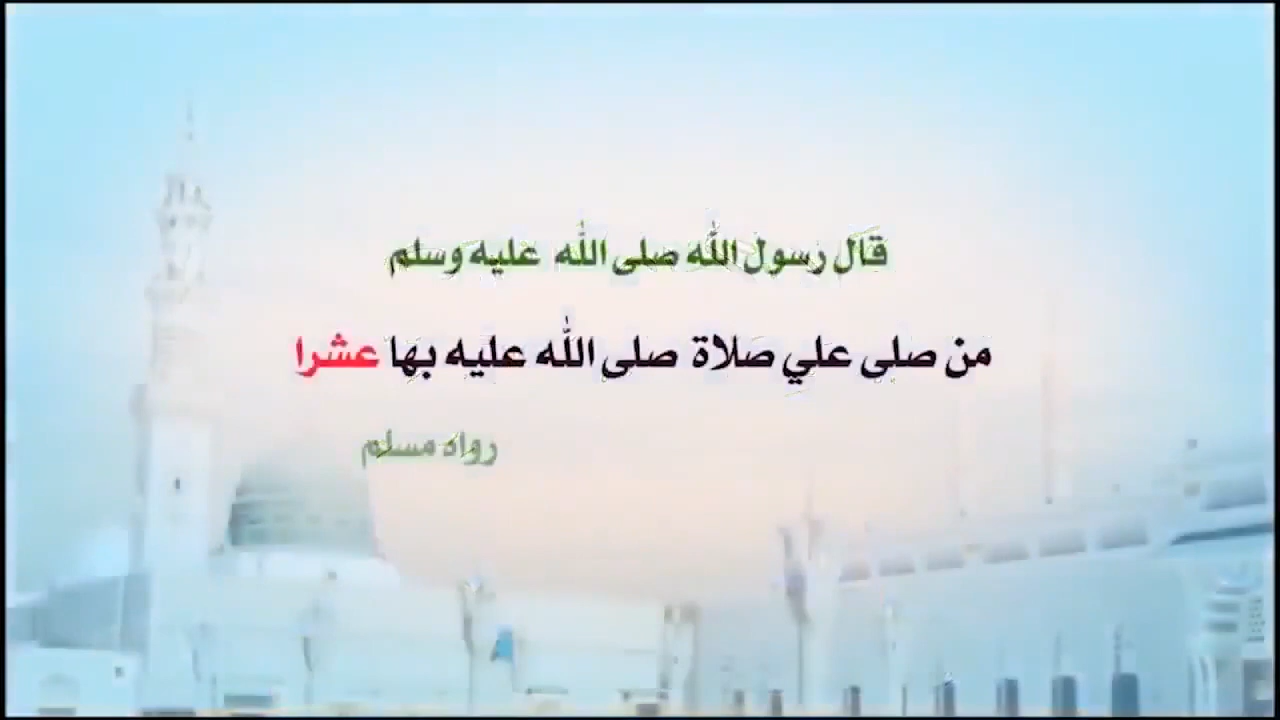 قال رسول الله صلى الله عليه وسلم
من صلى علي صلاة صلى الله عليه بها عشرا
رواه مسلم